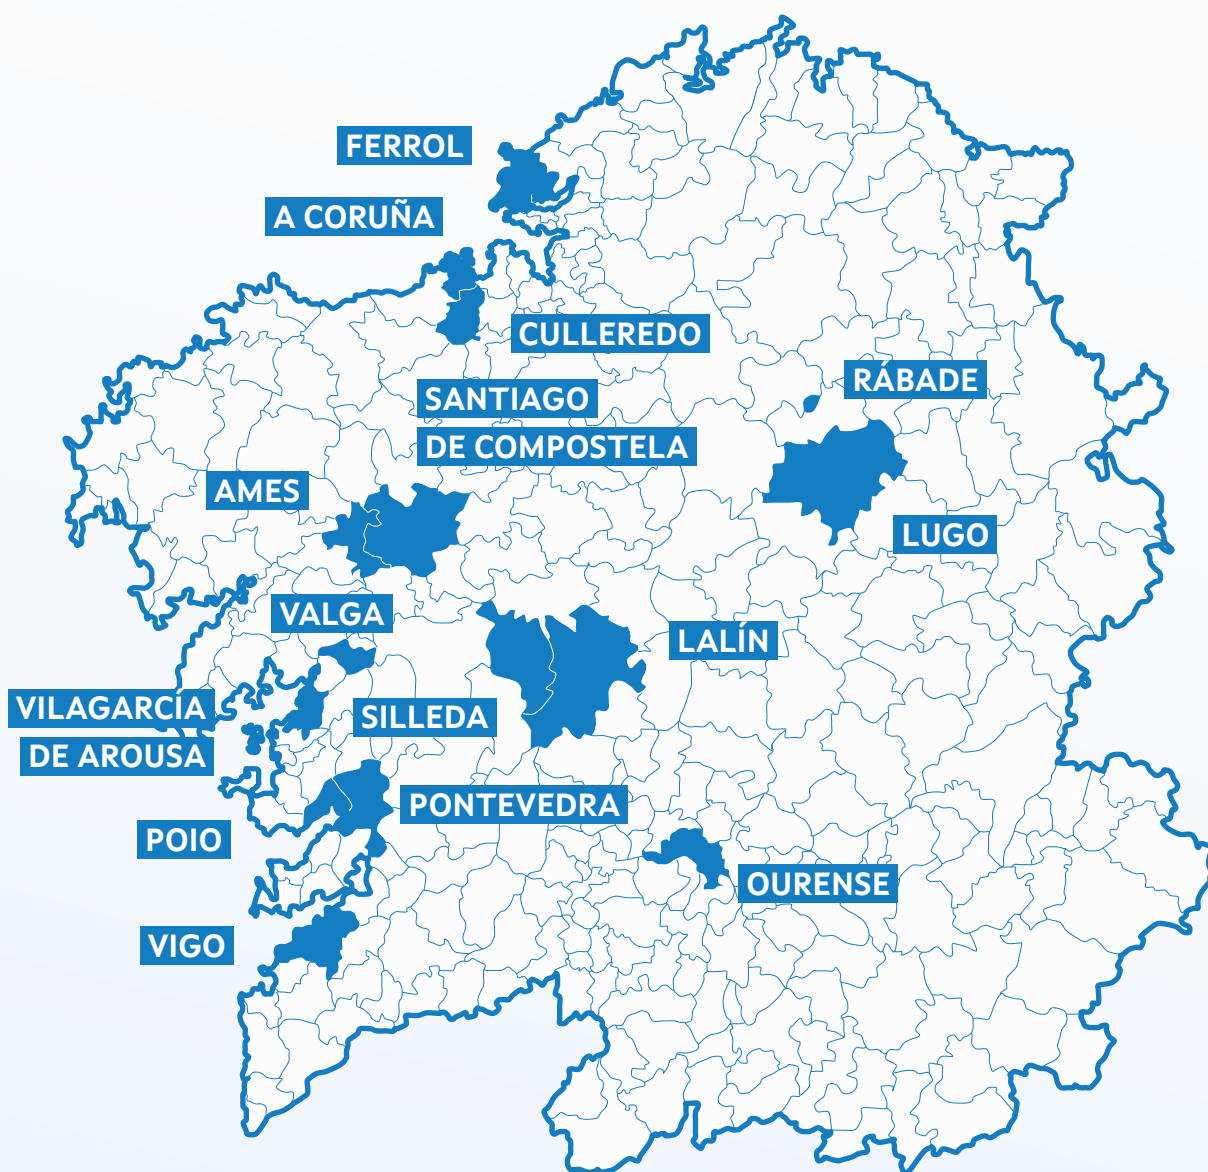 FERROL
A CORUÑA
CULLEREDO
RÁBADE
SANTIAGO
DE COMPOSTELA
AMES
LUGO
VALGA
LALÍN
VILAGARCÍA
DE AROUSA
SILLEDA
PONTEVEDRA
POIO
OURENSE
VIGO